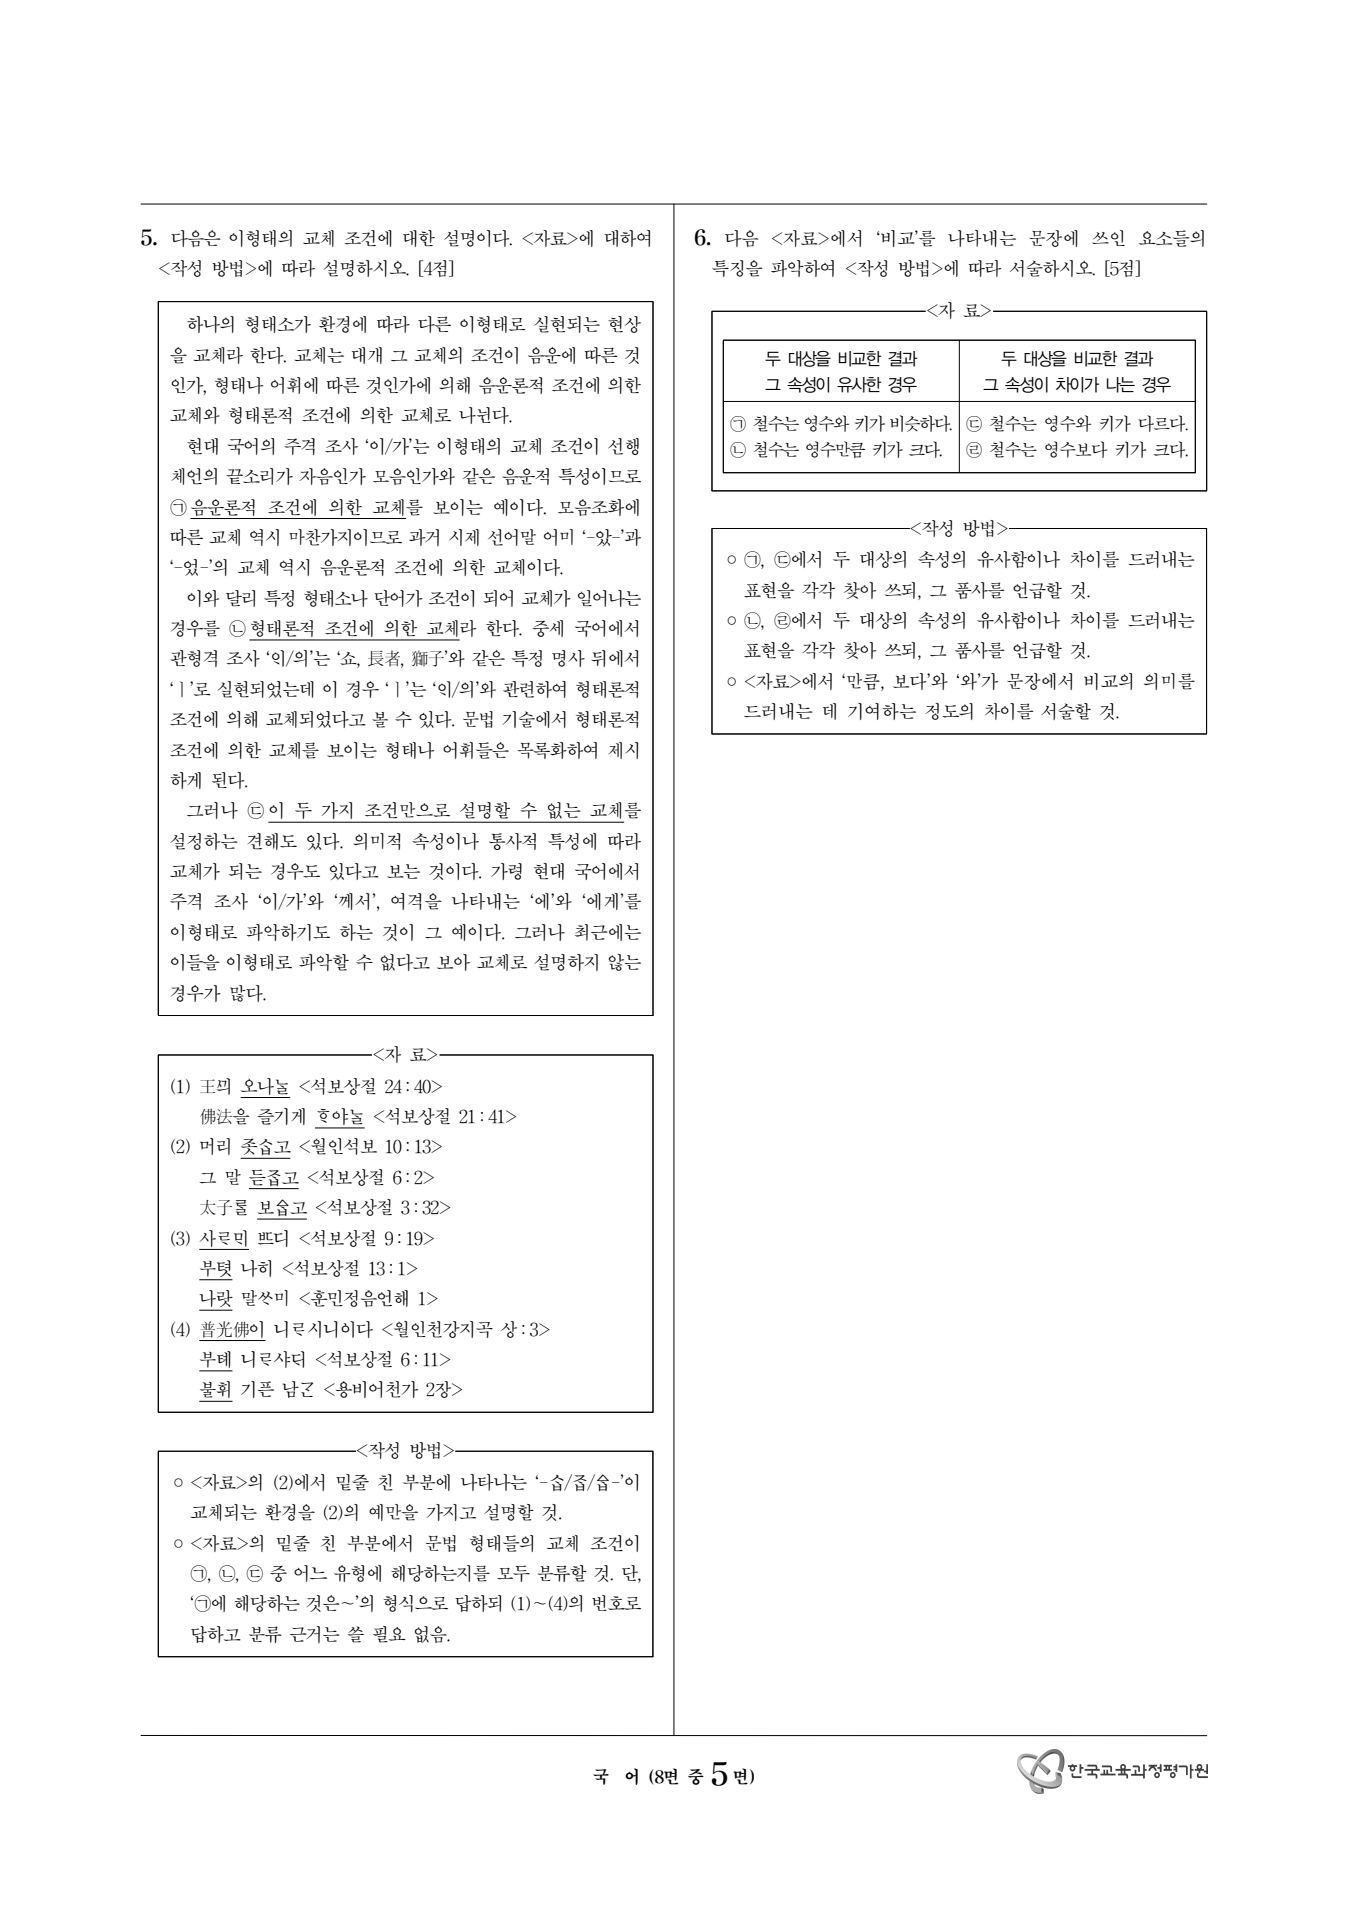 5. 다음은 이형태의 교체 조건에 대한 설명이다. <자료>에 대하여
<작성 방법>에 따라 설명하시오. [4점]
하나의 형태소가 환경에 따라 다른 이형태로 실현되는 현상
을 교체라 한다. 교체는 대개 그 교체의 조건이 음운에 따른 것
인가, 형태나 어휘에 따른 것인가에 의해 음운론적 조건에 의한
교체와 형태론적 조건에 의한 교체로 나뉜다.
현대 국어의 주격 조사 ‘이/가’는 이형태의 교체 조건이 선행
체언의 끝소리가 자음인가 모음인가와 같은 음운적 특성이므로
㉠음운론적 조건에 의한 교체를 보이는 예이다. 모음조화에
따른 교체 역시 마찬가지이므로 과거 시제 선어말 어미 ‘-았-’과
‘-었-’의 교체 역시 음운론적 조건에 의한 교체이다.
이와 달리 특정 형태소나 단어가 조건이 되어 교체가 일어나는
경우를 ㉡형태론적 조건에 의한 교체라 한다. 중세 국어에서
관형격 조사 ‘ᄋᆡ/의’는 ‘쇼, 長者, 獅子’와 같은 특정 명사 뒤에서
‘ㅣ’로 실현되었는데 이 경우 ‘ㅣ’는 ‘ᄋᆡ/의’와 관련하여 형태론적
조건에 의해 교체되었다고 볼 수 있다. 문법 기술에서 형태론적
조건에 의한 교체를 보이는 형태나 어휘들은 목록화하여 제시
하게 된다.
그러나 ㉢이 두 가지 조건만으로 설명할 수 없는 교체를
설정하는 견해도 있다. 의미적 속성이나 통사적 특성에 따라
교체가 되는 경우도 있다고 보는 것이다. 가령 현대 국어에서
주격 조사 ‘이/가’와 ‘께서’, 여격을 나타내는 ‘에’와 ‘에게’를
이형태로 파악하기도 하는 것이 그 예이다. 그러나 최근에는
이들을 이형태로 파악할 수 없다고 보아 교체로 설명하지 않는
경우가 많다.
<자 료>
(1) 王믜 오나ᄂᆞᆯ <석보상절 24:40>
佛法을 즐기게 ᄒᆞ야ᄂᆞᆯ <석보상절 21:41>
(2) 머리 좃ᄉᆞᆸ고 <월인석보 10:13>
그 말 듣ᄌᆞᆸ고 <석보상절 6:2>
太子ᄅᆞᆯ 보ᅀᆞᆸ고 <석보상절 3:32>
(3) 사ᄅᆞᄆᆡ ᄠᅳ디 <석보상절 9:19>
부텻 나히 <석보상절 13:1>
나랏 말ᄊᆞ미 <훈민정음언해 1>
(4) 普光佛이 니ᄅᆞ시니이다 <월인천강지곡 상:3>
부톄 니ᄅᆞ샤ᄃᆡ <석보상절 6:11>
불휘 기픈 남ᄀᆞᆫ <용비어천가 2장>
<작성 방법>
○ <자료>의 (2)에서 밑줄 친 부분에 나타나는 ‘-ᄉᆞᆸ/ᄌᆞᆸ/ᅀᆞᆸ-’이
교체되는 환경을 (2)의 예만을 가지고 설명할 것.
○ <자료>의 밑줄 친 부분에서 문법 형태들의 교체 조건이
㉠, ㉡, ㉢ 중 어느 유형에 해당하는지를 모두 분류할 것. 단,
‘㉠에 해당하는 것은~’의 형식으로 답하되 (1)~(4)의 번호로
답하고 분류 근거는 쓸 필요 없음.
6. 다음 <자료>에서 ‘비교’를 나타내는 문장에 쓰인 요소들의
특징을 파악하여 <작성 방법>에 따라 서술하시오. [5점]
<자 료>
두 대상을 비교한 결과
그 속성이 유사한 경우
두 대상을 비교한 결과
그 속성이 차이가 나는 경우
㉠ 철수는 영수와 키가 비슷하다.
㉡ 철수는 영수만큼 키가 크다.
㉢ 철수는 영수와 키가 다르다.
㉣ 철수는 영수보다 키가 크다.
<작성 방법>
○ ㉠, ㉢에서 두 대상의 속성의 유사함이나 차이를 드러내는
표현을 각각 찾아 쓰되, 그 품사를 언급할 것.
○ ㉡, ㉣에서 두 대상의 속성의 유사함이나 차이를 드러내는
표현을 각각 찾아 쓰되, 그 품사를 언급할 것.
○ <자료>에서 ‘만큼, 보다’와 ‘와’가 문장에서 비교의 의미를
드러내는 데 기여하는 정도의 차이를 서술할 것.
국 어 (8면 중 5 면)
한국교육과정평가원